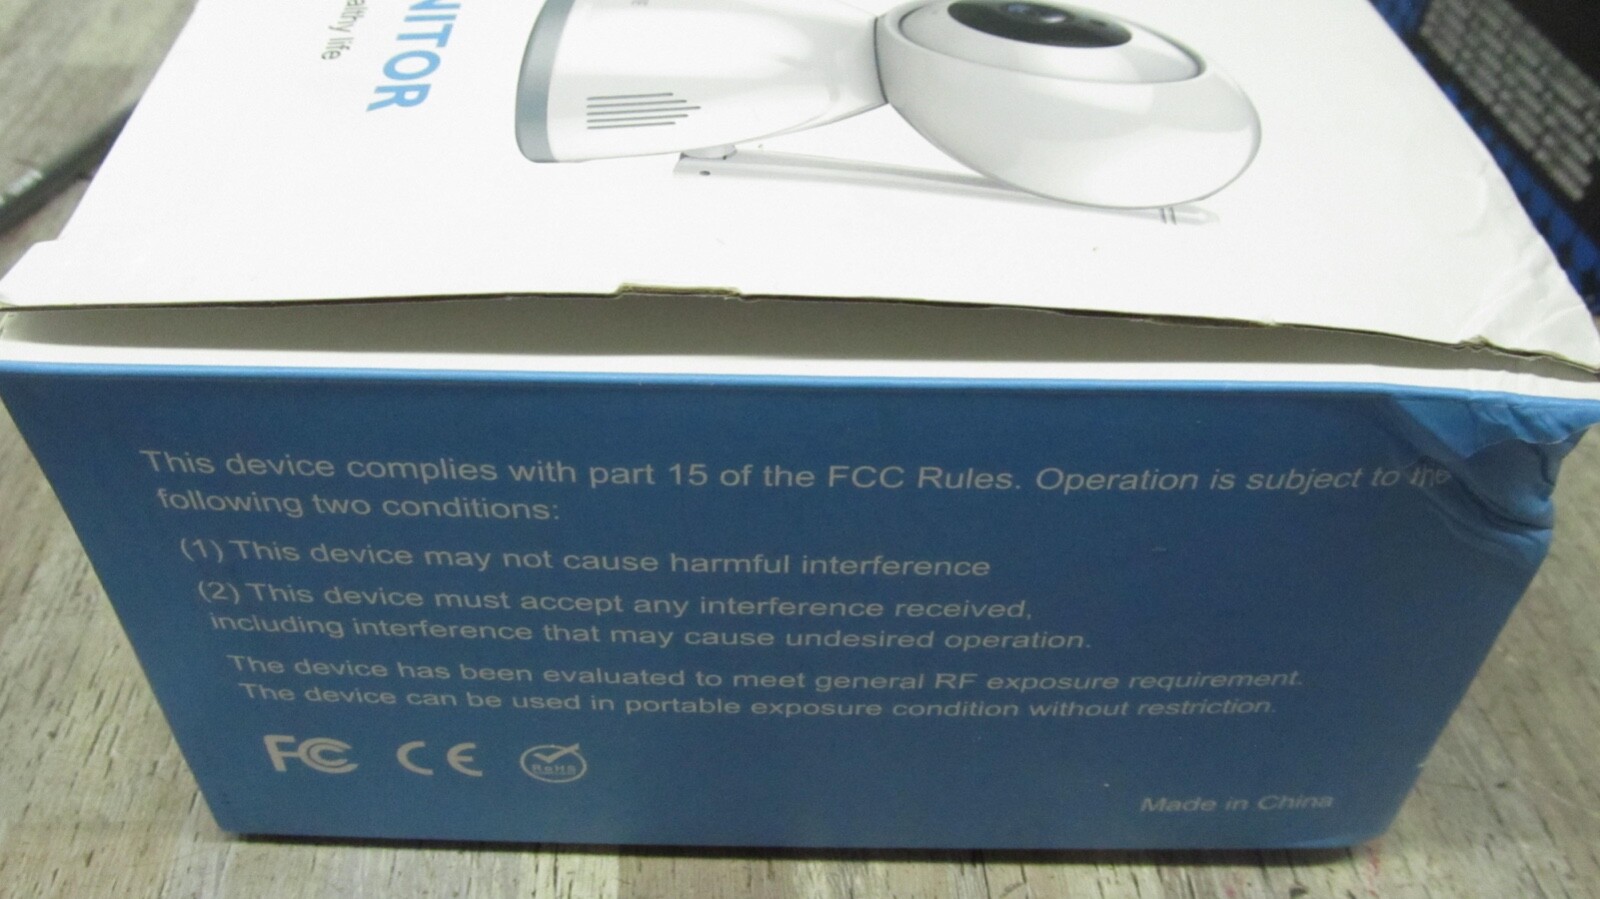 NITOR
althy life
This device complies with part 15 of the FCC Rules. Operation is subject to the
following two conditions:
(1) This device may not cause harmful interference
(2) This device must accept any interference received,
including interference that may cause undesired operation.
The device has been evaluated to meet general RF exposure requirement.
The device can be used in portable exposure condition without restriction.
FC CE RoHS
Made in China